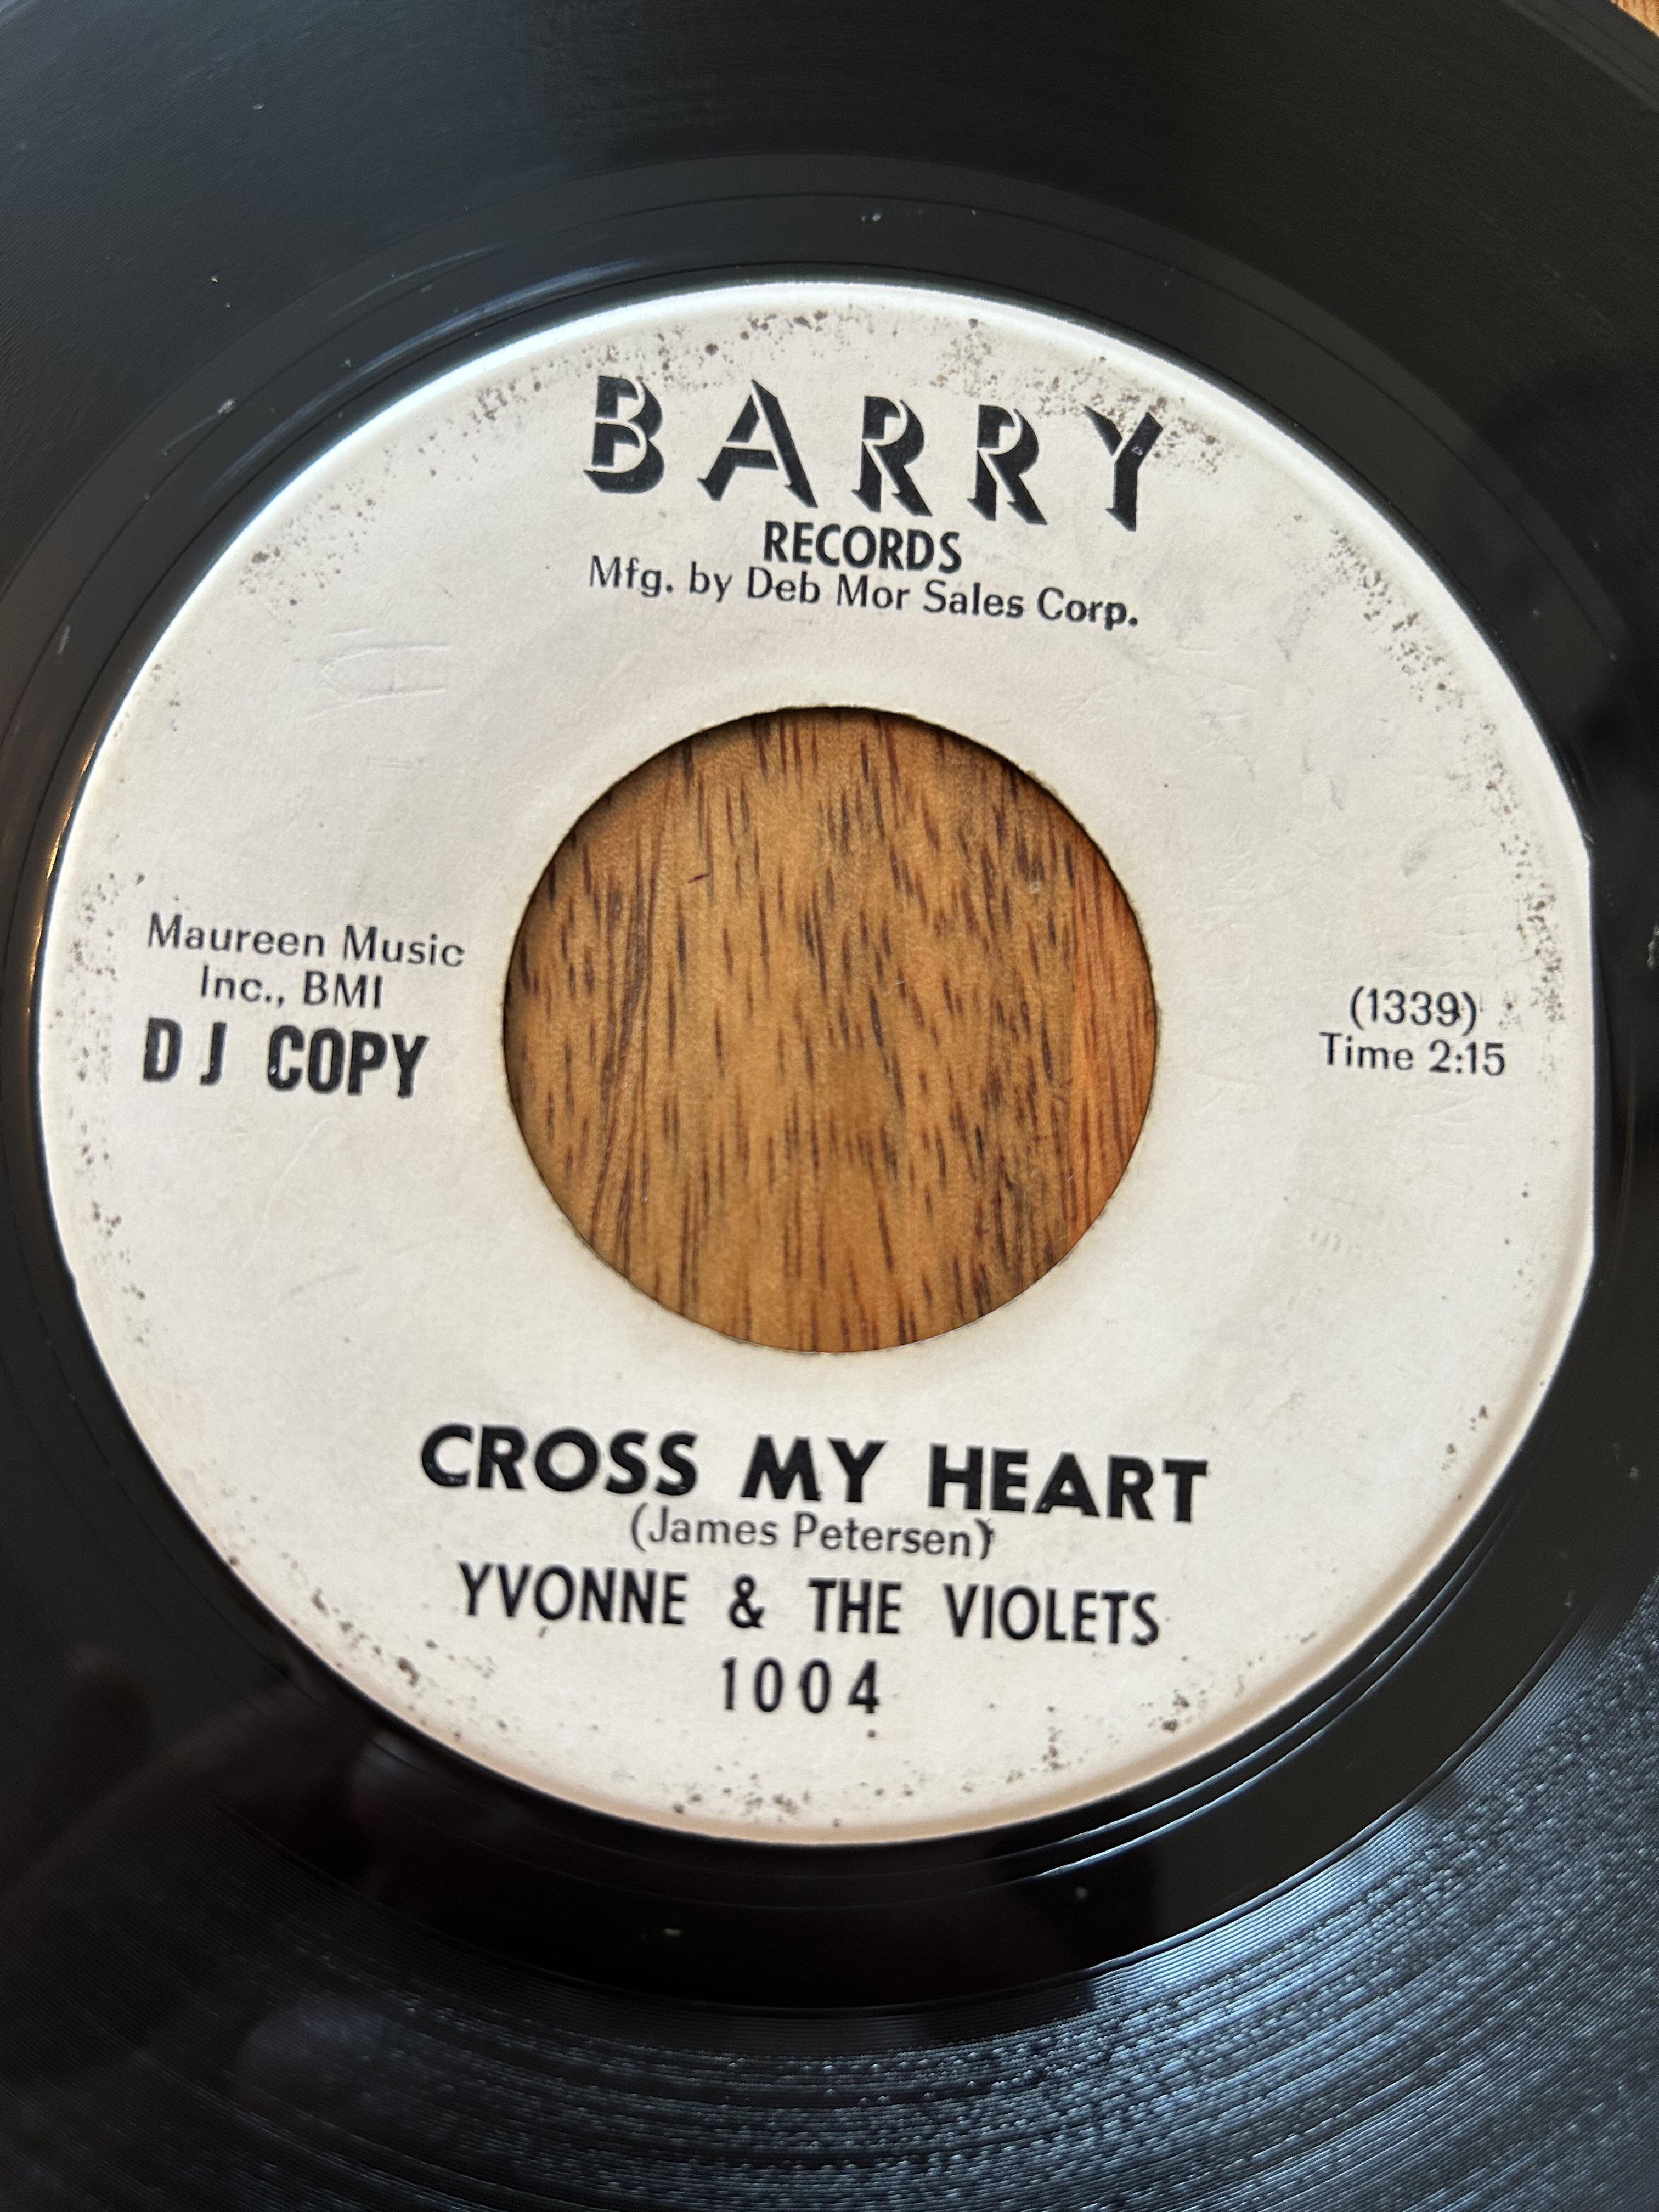 BARRY
RECORDS
Mfg. by Deb Mor Sales Corp.
Maureen Music
Inc., BMI
DJ COPY
(1339)
Time 2:15
CROSS MY HEART
(James Petersen)
YVONNE & THE VIOLETS
1004